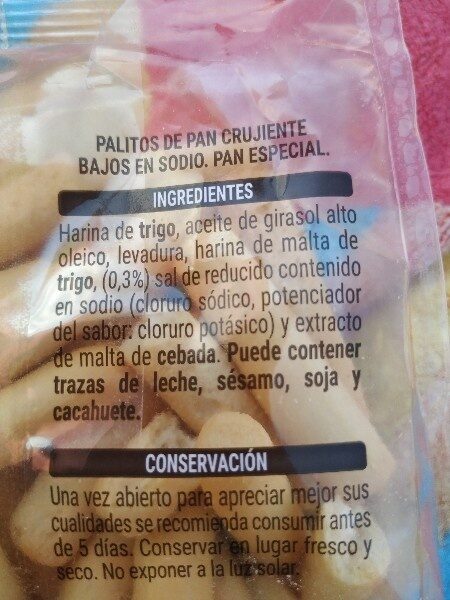 PALITOS DE PAN CRUJIENTE
BAJOS EN SODIO. PAN ESPECIAL.
INGREDIENTES
Harina de trigo, aceite de girasol alto
oleico, levadura, harina de malta de
trigo, (0,3%) sal de reducido contenido
en sodio (cloruro sódico, potenciador
del sabor: cloruro potásico) y extracto
de malta de cebada. Puede contener
trazas de leche, sésamo, soja y
cacahuete.
CONSERVACIÓN
Una vez abierto para apreciar mejor sus
cualidades se recomienda consumir antes
de 5 días. Conservar en lugar fresco y
seco. No exponer a la luz solar.